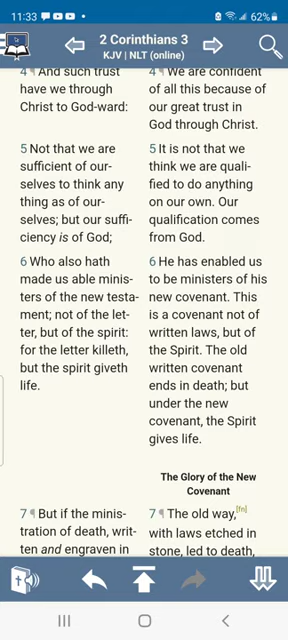 11:33
62%
2 Corinthians 3
KJV | NLT (online)
4 ¶ And such trust
have we through
Christ to God-ward:
5 Not that we are
sufficient of our-
selves to think any
thing as of our-
selves; but our suffi-
ciency is of God;
6 Who also hath
made us able minis-
ters of the new testa-
ment; not of the let-
ter, but of the spirit:
for the letter killeth,
but the spirit giveth
life.
7 ¶ But if the minis-
tration of death, writ-
ten and engraven in
4 ¶ We are confident
of all this because of
our great trust in
God through Christ.
5 It is not that we
think we are quali-
fied to do anything
on our own. Our
qualification comes
from God.
6 He has enabled us
to be ministers of his
new covenant. This
is a covenant not of
written laws, but of
the Spirit. The old
written covenant
ends in death; but
under the new
covenant, the Spirit
gives life.
The Glory of the New
Covenant
7 ¶ The old way,[fn]
with laws etched in
stone, led to death,